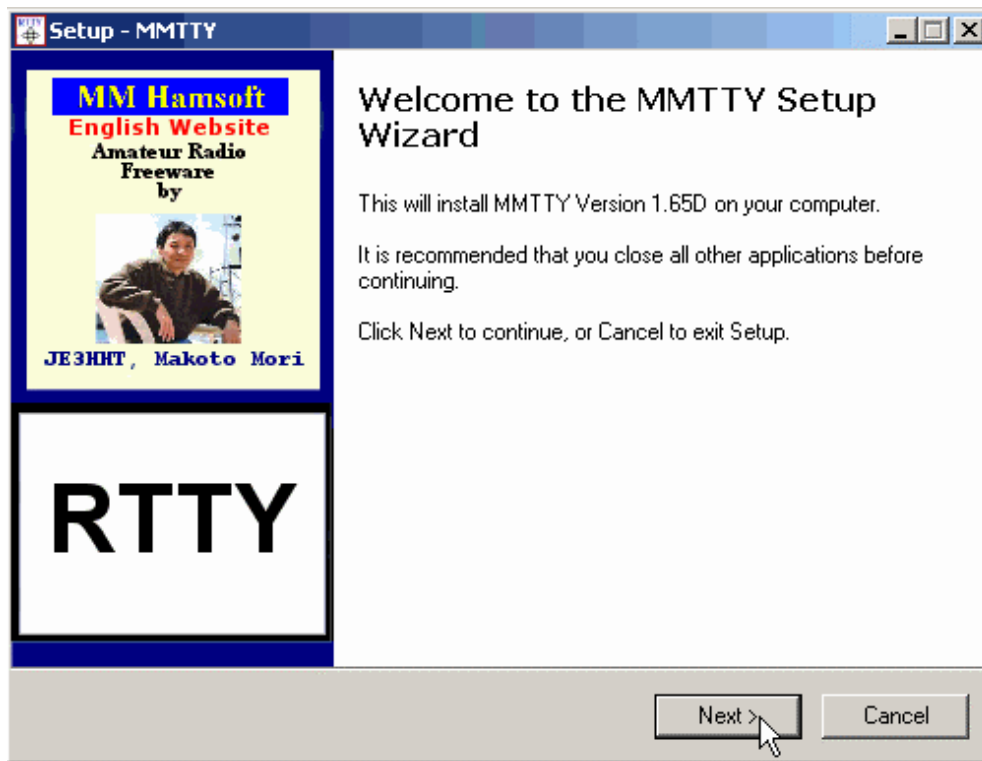 Setup - MMTTY
MM Hamsoft
English Website
Amateur Radio
Freeware
by
JE3HHT, Makoto Mori
RTTY
Welcome to the MMTTY Setup
Wizard
This will install MMTTY Version 1.65D on your computer.
It is recommended that you close all other applications before
continuing.
Click Next to continue, or Cancel to exit Setup.
Next >
Cancel